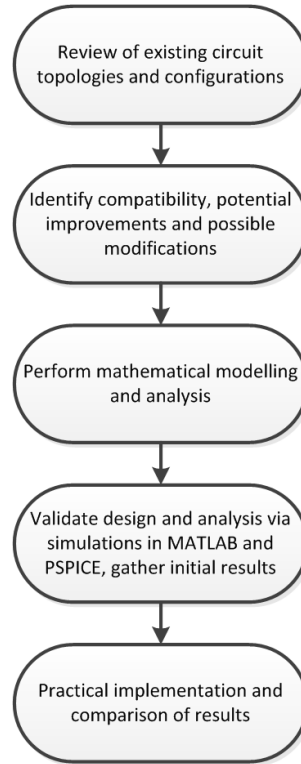 Review of existing circuit
topologies and configurations
Identify compatibility, potential
improvements and possible
modifications
Perform mathematical modelling
and analysis
Validate design and analysis via
simulations in MATLAB and
PSPICE, gather initial results
Practical implementation and
comparison of results